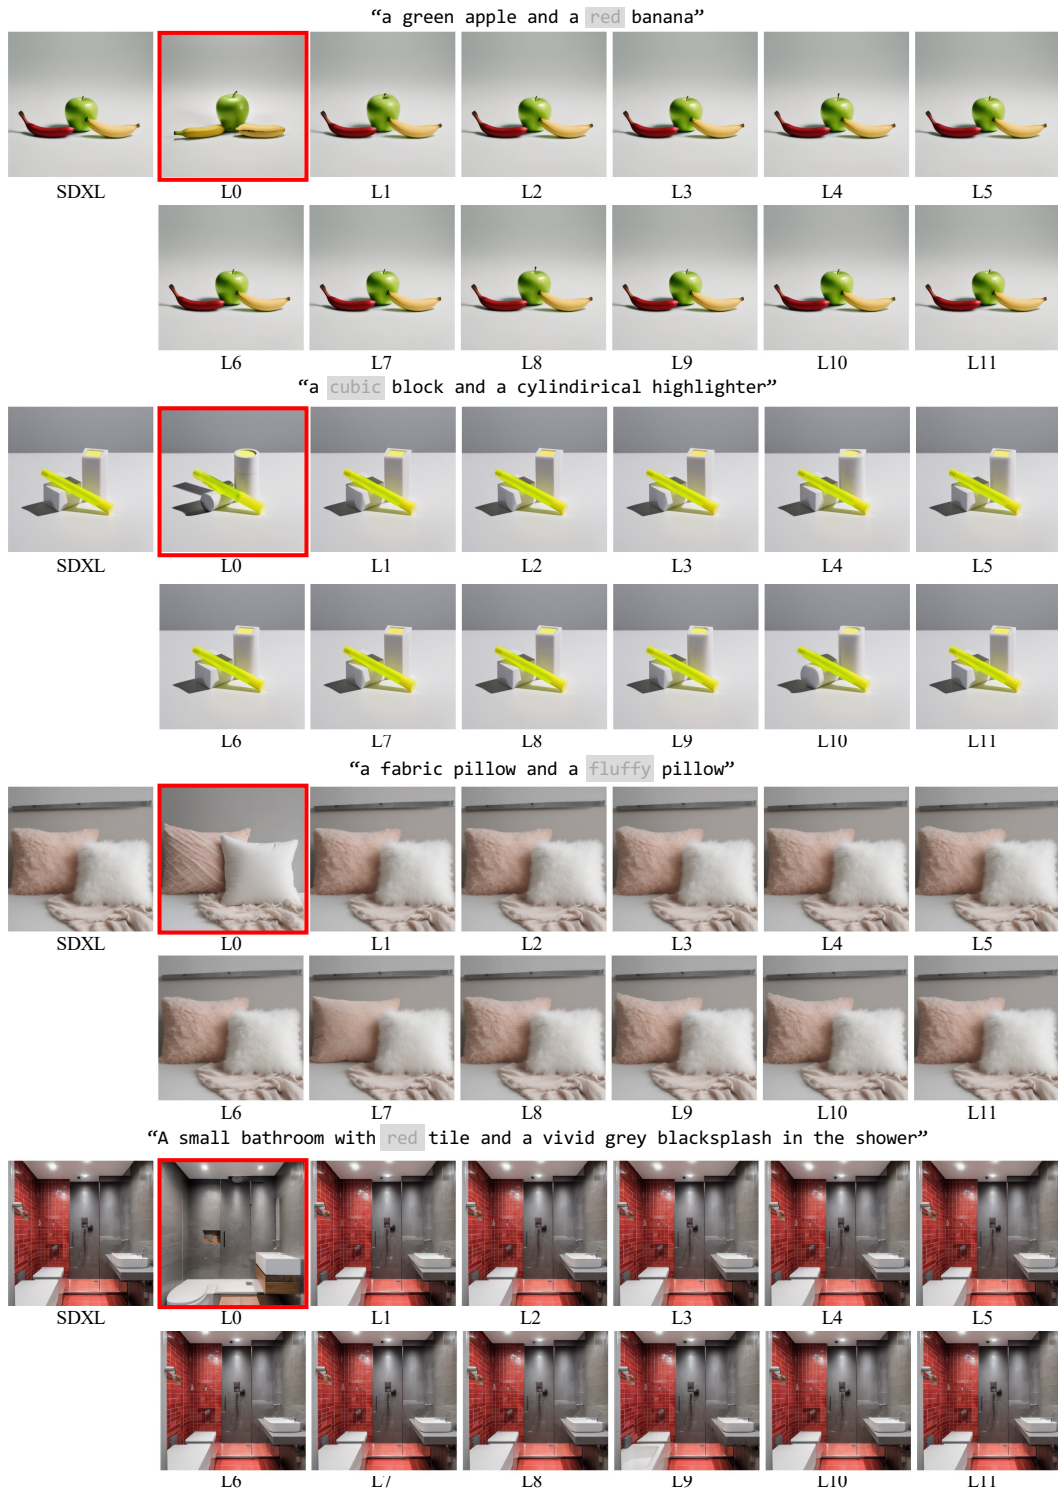 “a green apple and a red banana”
SDXL L0 L1 L2 L3 L4 L5
L6 L7 L8 L9 L10 L11
“a cubic block and a cylindirical highlighter”
SDXL L0 L1 L2 L3 L4 L5
L6 L7 L8 L9 L10 L11
“a fabric pillow and a fluffy pillow”
SDXL L0 L1 L2 L3 L4 L5
L6 L7 L8 L9 L10 L11
“A small bathroom with red tile and a vivid grey blacksplash in the shower”
SDXL L0 L1 L2 L3 L4 L5
L6 L7 L8 L9 L10 L11